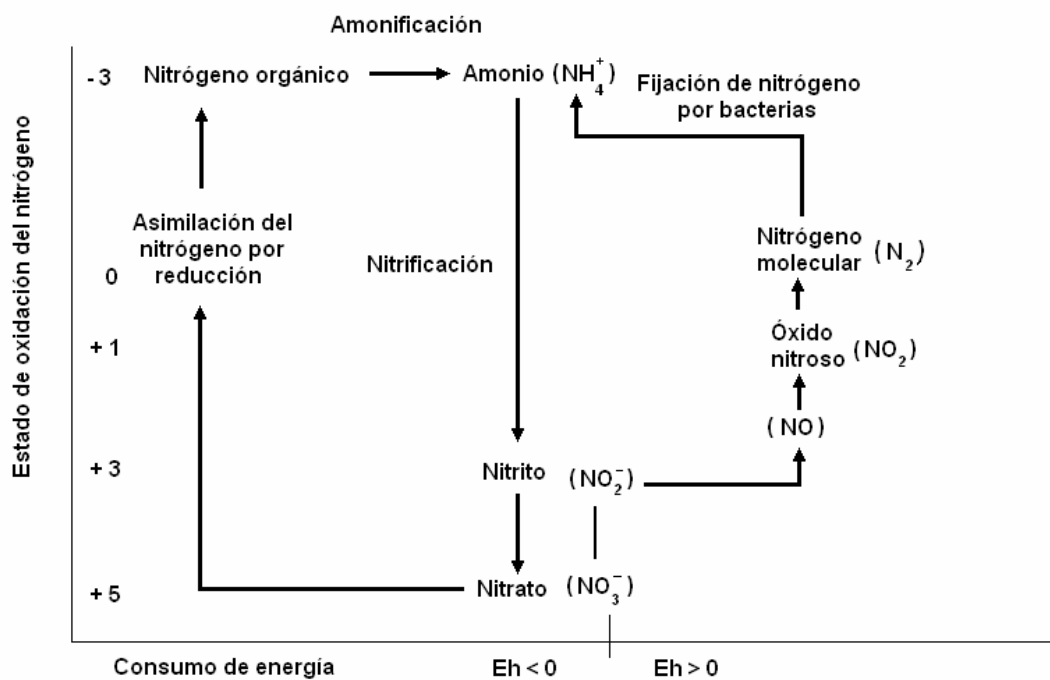 Amonificación
- 3
Nitrógeno orgánico
Amonio (NH₄⁺)
Fijación de nitrógeno
por bacterias
Estado de oxidación del nitrógeno
Asimilación del
nitrógeno por
reducción
Nitrificación
Nitrógeno
molecular (N₂)
0
+ 1
Óxido
nitroso (NO₂)
(NO)
+ 3
Nitrito (NO₂⁻)
+ 5
Nitrato (NO₃⁻)
Consumo de energía
Eh < 0
Eh > 0